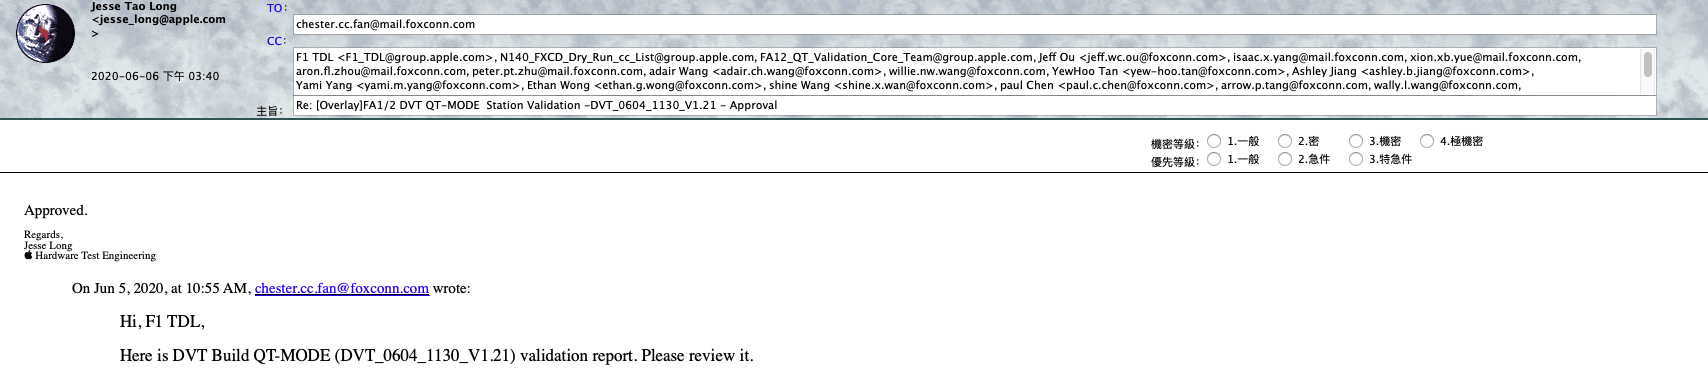 Jesse Tao Long
<jesse_long@apple.com
>
2020-06-06 下午 03:40
TO:
chester.cc.fan@mail.foxconn.com
CC:
F1 TDL <F1_TDL@group.apple.com>, N140_FXCD_Dry_Run_cc_List@group.apple.com, FA12_QT_Validation_Core_Team@group.apple.com, Jeff Ou <jeff.wc.ou@foxconn.com>, isaac.x.yang@mail.foxconn.com, xion.xb.yue@mail.foxconn.com,
aron.fl.zhou@mail.foxconn.com, peter.pt.zhu@mail.foxconn.com, adair Wang <adair.ch.wang@foxconn.com>, willie.nw.wang@foxconn.com, YewHoo Tan <yew-hoo.tan@foxconn.com>, Ashley Jiang <ashley.b.jiang@foxconn.com>,
Yami Yang <yami.m.yang@foxconn.com>, Ethan Wong <ethan.g.wong@foxconn.com>, shine Wang <shine.x.wan@foxconn.com>, paul Chen <paul.c.chen@foxconn.com>, arrow.p.tang@foxconn.com, wally.l.wang@foxconn.com,
主旨:
Re: [Overlay]FA1/2 DVT QT-MODE  Station Validation -DVT_0604_1130_V1.21 - Approval
機密等級: 1.一般 2.密 3.機密 4.極機密
優先等級: 1.一般 2.急件 3.特急件
Approved.
Regards,
Jesse Long
Hardware Test Engineering
On Jun 5, 2020, at 10:55 AM, chester.cc.fan@foxconn.com wrote:
Hi, F1 TDL,
Here is DVT Build QT-MODE (DVT_0604_1130_V1.21) validation report. Please review it.